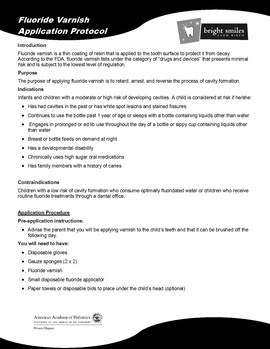 Fluoride Varnish
Application Protocol
bright smiles
FROM BIRTH
Introduction
Fluoride varnish is a thin coating of resin that is applied to the tooth surface to protect it from decay.
According to the FDA, fluoride varnish falls under the category of "drugs and devices" that presents minimal
risk and is subject to the lowest level of regulation.
Purpose
The purpose of applying fluoride varnish is to retard, arrest, and reverse the process of cavity formation.
Indications
Infants and children with a moderate or high risk of developing cavities. A child is considered at risk if he/she:
• Has had cavities in the past or has white spot lesions and stained fissures
• Continues to use the bottle past 1 year of age or sleeps with a bottle containing liquids other than water
• Engages in prolonged or ad lib use throughout the day of a bottle or sippy cup containing liquids other
than water
• Breast or bottle feeds on demand at night
• Has a developmental disability
• Chronically uses high sugar oral medications
• Has family members with a history of caries
Contraindications
Children with a low risk of cavity formation who consume optimally fluoridated water or children who receive
routine fluoride treatments through a dental office.
Application Procedure
Pre-application instructions:
• Advise the parent that you will be applying varnish to the child's teeth and that it can be brushed off the
following day.
You will need to have:
• Disposable gloves
• Gauze sponges (2 x 2)
• Fluoride varnish
• Small disposable fluoride applicator
• Paper towels or disposable bibs to place under the child's head (optional)
American Academy of Pediatrics
DEDICATED TO THE HEALTH OF ALL CHILDREN